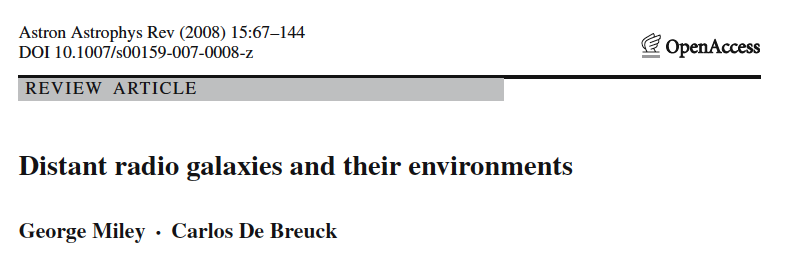 Astron Astrophys Rev (2008) 15:67–144
DOI 10.1007/s00159-007-0008-z
OpenAccess
REVIEW ARTICLE
Distant radio galaxies and their environments
George Miley · Carlos De Breuck